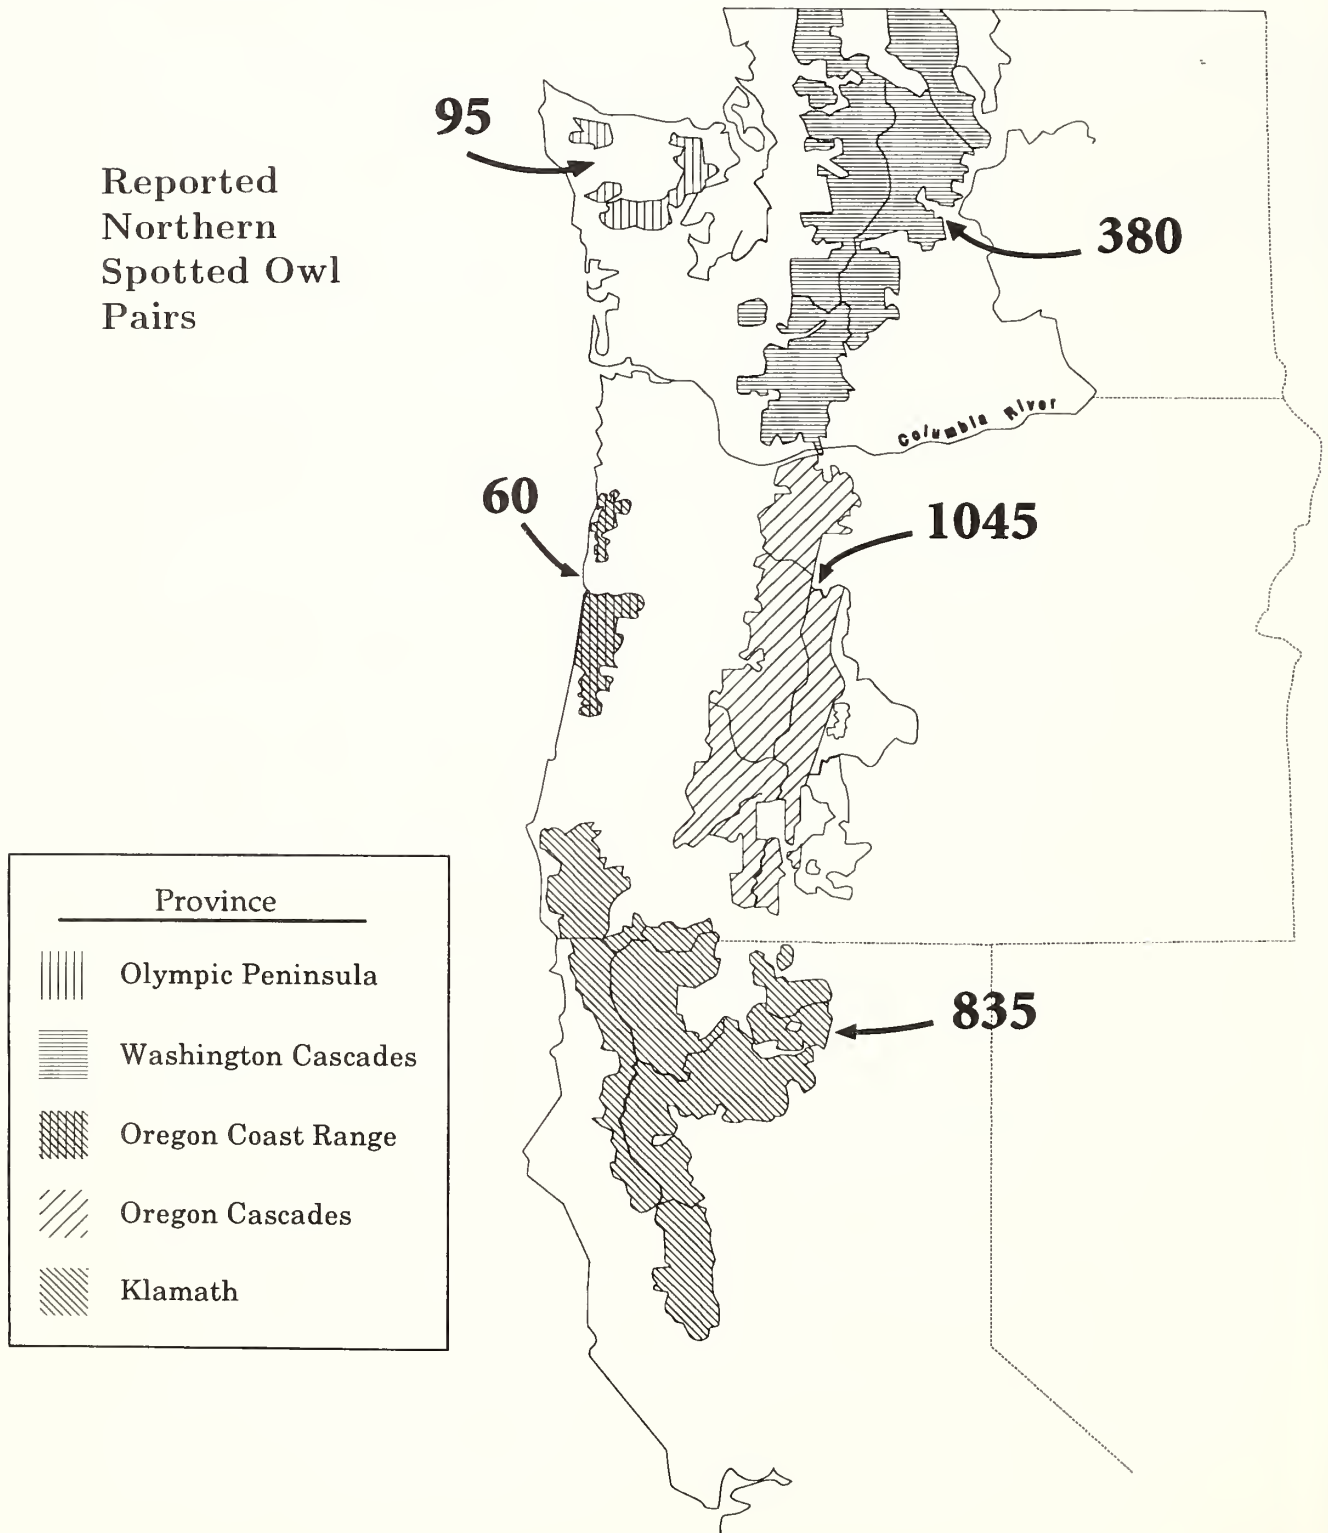 95
Reported
Northern
Spotted Owl
Pairs
380
Columbia River
60
1045
Province
Olympic Peninsula
Washington Cascades
Oregon Coast Range
Oregon Cascades
Klamath
835